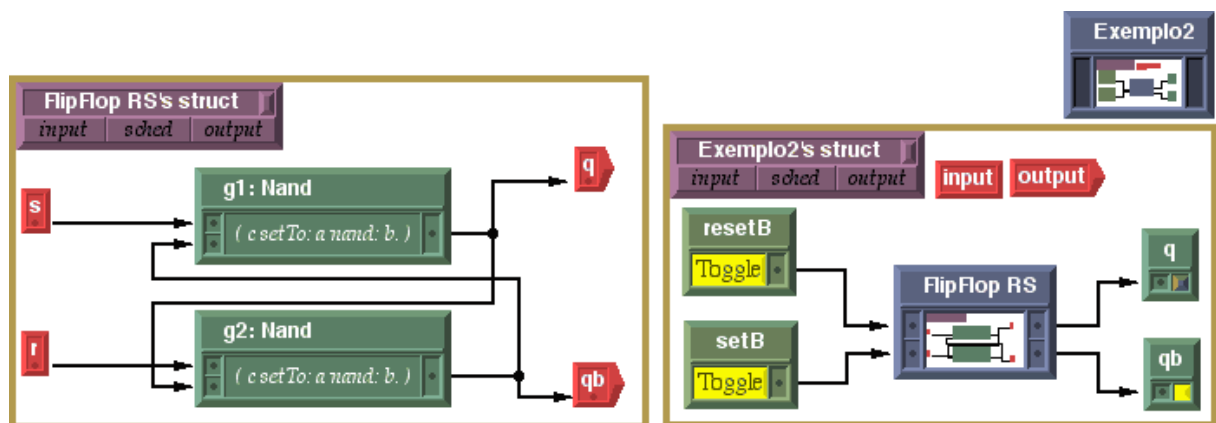 FlipFlop RS's struct
input sched output
s
g1: Nand
( c setTo: a nand: b. )
q
r
g2: Nand
( c setTo: a nand: b. )
qb
Exemplo2
Exemplo2's struct
input sched output
input
output
resetB
Toggle
setB
Toggle
FlipFlop RS
q
qb